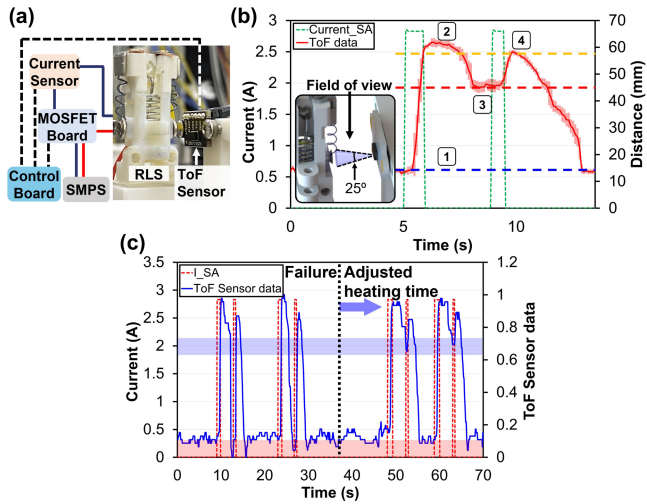 (a)
Current
Sensor
MOSFET
Board
Control
Board
SMPS
RLS
ToF
Sensor
(b)
Current_SA
ToF data
Current (A)
3
2.5
2
1.5
1
0.5
0
Field of view
25º
1
2
3
4
70
60
50
40
30
20
10
0
Distance (mm)
0
5
10
Time (s)
(c)
I_SA
ToF Sensor data
Failure
Adjusted
heating time
Current (A)
3.5
3
2.5
2
1.5
1
0.5
0
1.2
1
0.8
0.6
0.4
0.2
0
ToF Sensor data
0
10
20
30
40
50
60
70
Time (s)